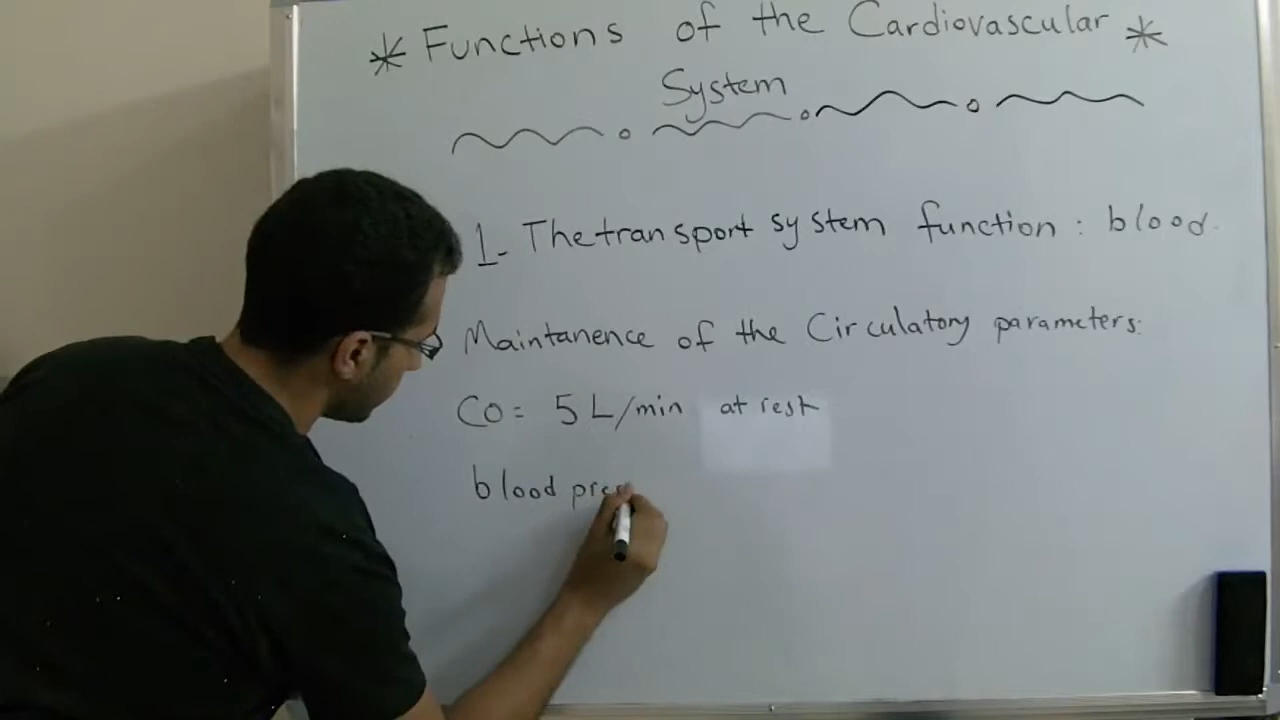 * Functions of the Cardiovascular *
System
1- The transport system function : blood.
Maintanence of the Circulatory parameters:
CO = 5 L/min at rest
blood pres